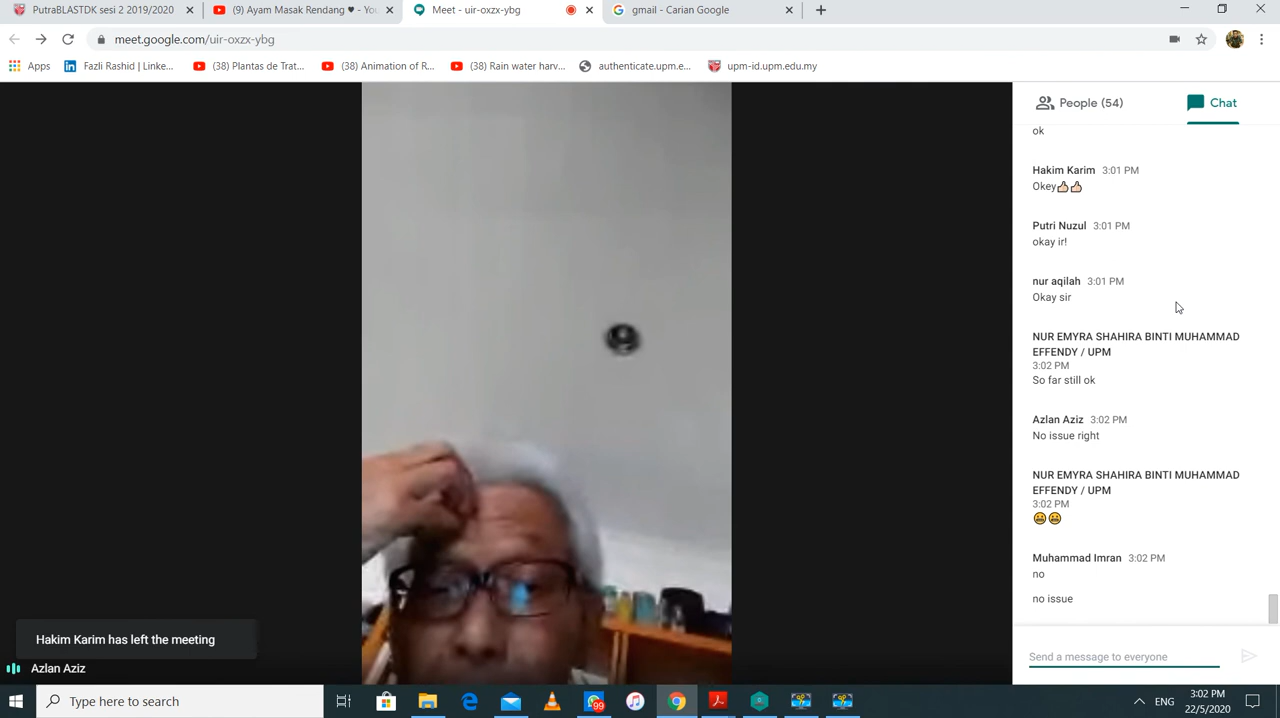 PutraBLASTDK sesi 2 2019/2020
(9) Ayam Masak Rendang ♥ - You
Meet - uir-oxzx-ybg
gmail - Carian Google
meet.google.com/uir-oxzx-ybg
Apps
Fazli Rashid | Linke...
(38) Plantas de Trat...
(38) Animation of R...
(38) Rain water harv...
authenticate.upm.e...
upm-id.upm.edu.my
People (54)
Chat
ok
Hakim Karim 3:01 PM
Okey👍👍
Putri Nuzul 3:01 PM
okay ir!
nur aqilah 3:01 PM
Okay sir
NUR EMYRA SHAHIRA BINTI MUHAMMAD
EFFENDY / UPM
3:02 PM
So far still ok
Azlan Aziz 3:02 PM
No issue right
NUR EMYRA SHAHIRA BINTI MUHAMMAD
EFFENDY / UPM
3:02 PM
Muhammad Imran 3:02 PM
no
no issue
Send a message to everyone
Hakim Karim has left the meeting
Azlan Aziz
Type here to search
99
ENG
3:02 PM
22/5/2020